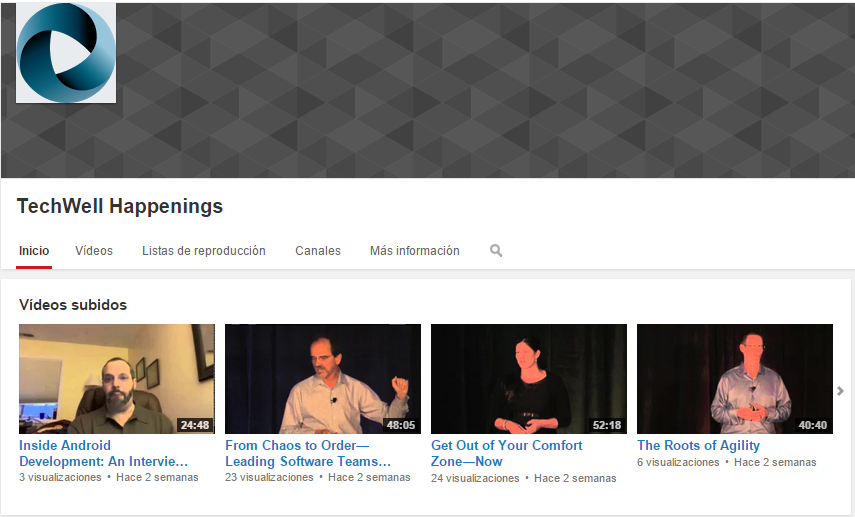 TechWell Happenings
Inicio Vídeos Listas de reproducción Canales Más información
Vídeos subidos
24:48 48:05 52:18 40:40
Inside Android
Development: An Intervie...
3 visualizaciones • Hace 2 semanas
From Chaos to Order—
Leading Software Teams...
23 visualizaciones • Hace 2 semanas
Get Out of Your Comfort
Zone—Now
24 visualizaciones • Hace 2 semanas
The Roots of Agility
6 visualizaciones • Hace 2 semanas